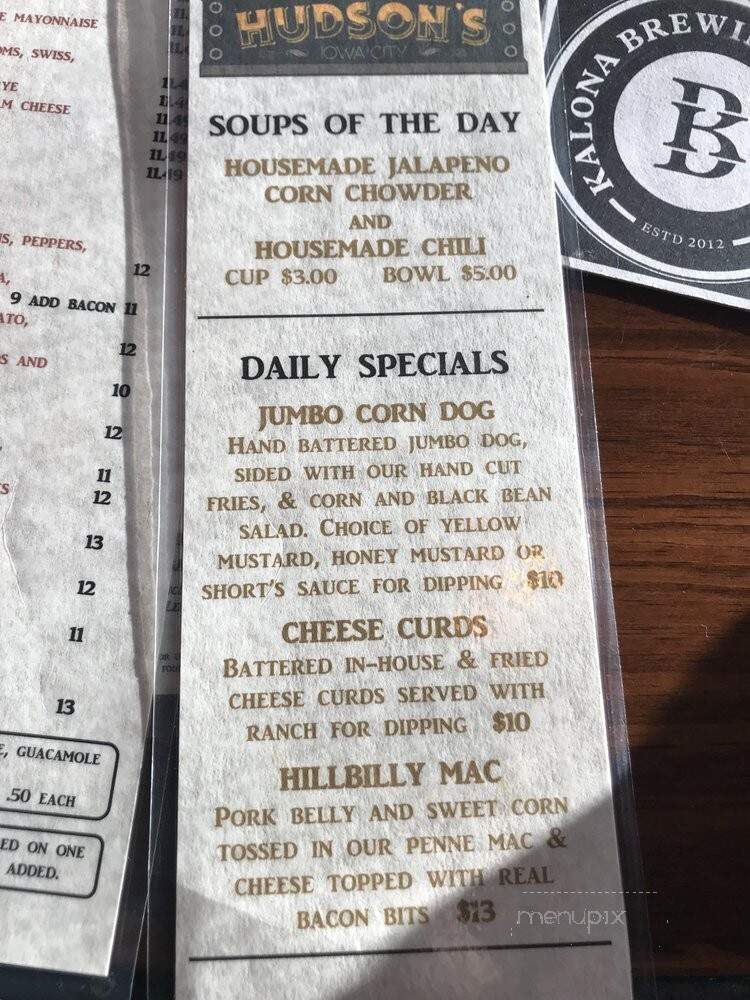 E MAYONNAISE
OMS, SWISS,
YE
M CHEESE
11.49
11.49
S, PEPPERS,
12
A,
9 ADD BACON 11
ATO,
12
S AND
10
12
11
S
12
13
12
11
13
E, GUACAMOLE
.50 EACH
ED ON ONE
ADDED.
HUDSON'S
IOWA CITY
SOUPS OF THE DAY
HOUSEMADE JALAPENO
CORN CHOWDER
AND
HOUSEMADE CHILI
CUP $3.00 BOWL $5.00
DAILY SPECIALS
JUMBO CORN DOG
HAND BATTERED JUMBO DOG,
SIDED WITH OUR HAND CUT
FRIES, & CORN AND BLACK BEAN
SALAD. CHOICE OF YELLOW
MUSTARD, HONEY MUSTARD OR
SHORT'S SAUCE FOR DIPPING $10
CHEESE CURDS
BATTERED IN-HOUSE & FRIED
CHEESE CURDS SERVED WITH
RANCH FOR DIPPING $10
HILLBILLY MAC
PORK BELLY AND SWEET CORN
TOSSED IN OUR PENNE MAC &
CHEESE TOPPED WITH REAL
BACON BITS $13
menupix
KALONA BREWI
B
ESTD 2012